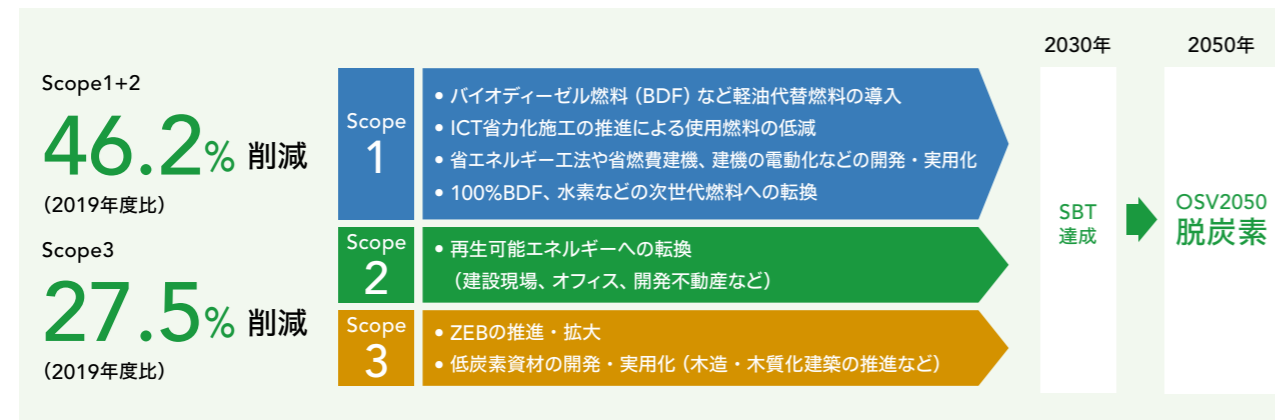 Scope1+2
46.2% 削減
（2019年度比）
Scope3
27.5% 削減
（2019年度比）
Scope
1
• バイオディーゼル燃料（BDF）など軽油代替燃料の導入
• ICT省力化施工の推進による使用燃料の低減
• 省エネルギー工法や省燃費建機、建機の電動化などの開発・実用化
• 100%BDF、水素などの次世代燃料への転換
Scope
2
• 再生可能エネルギーへの転換
（建設現場、オフィス、開発不動産など）
Scope
3
• ZEBの推進・拡大
• 低炭素資材の開発・実用化（木造・木質化建築の推進など）
2030年
SBT
達成
2050年
OSV2050
脱炭素